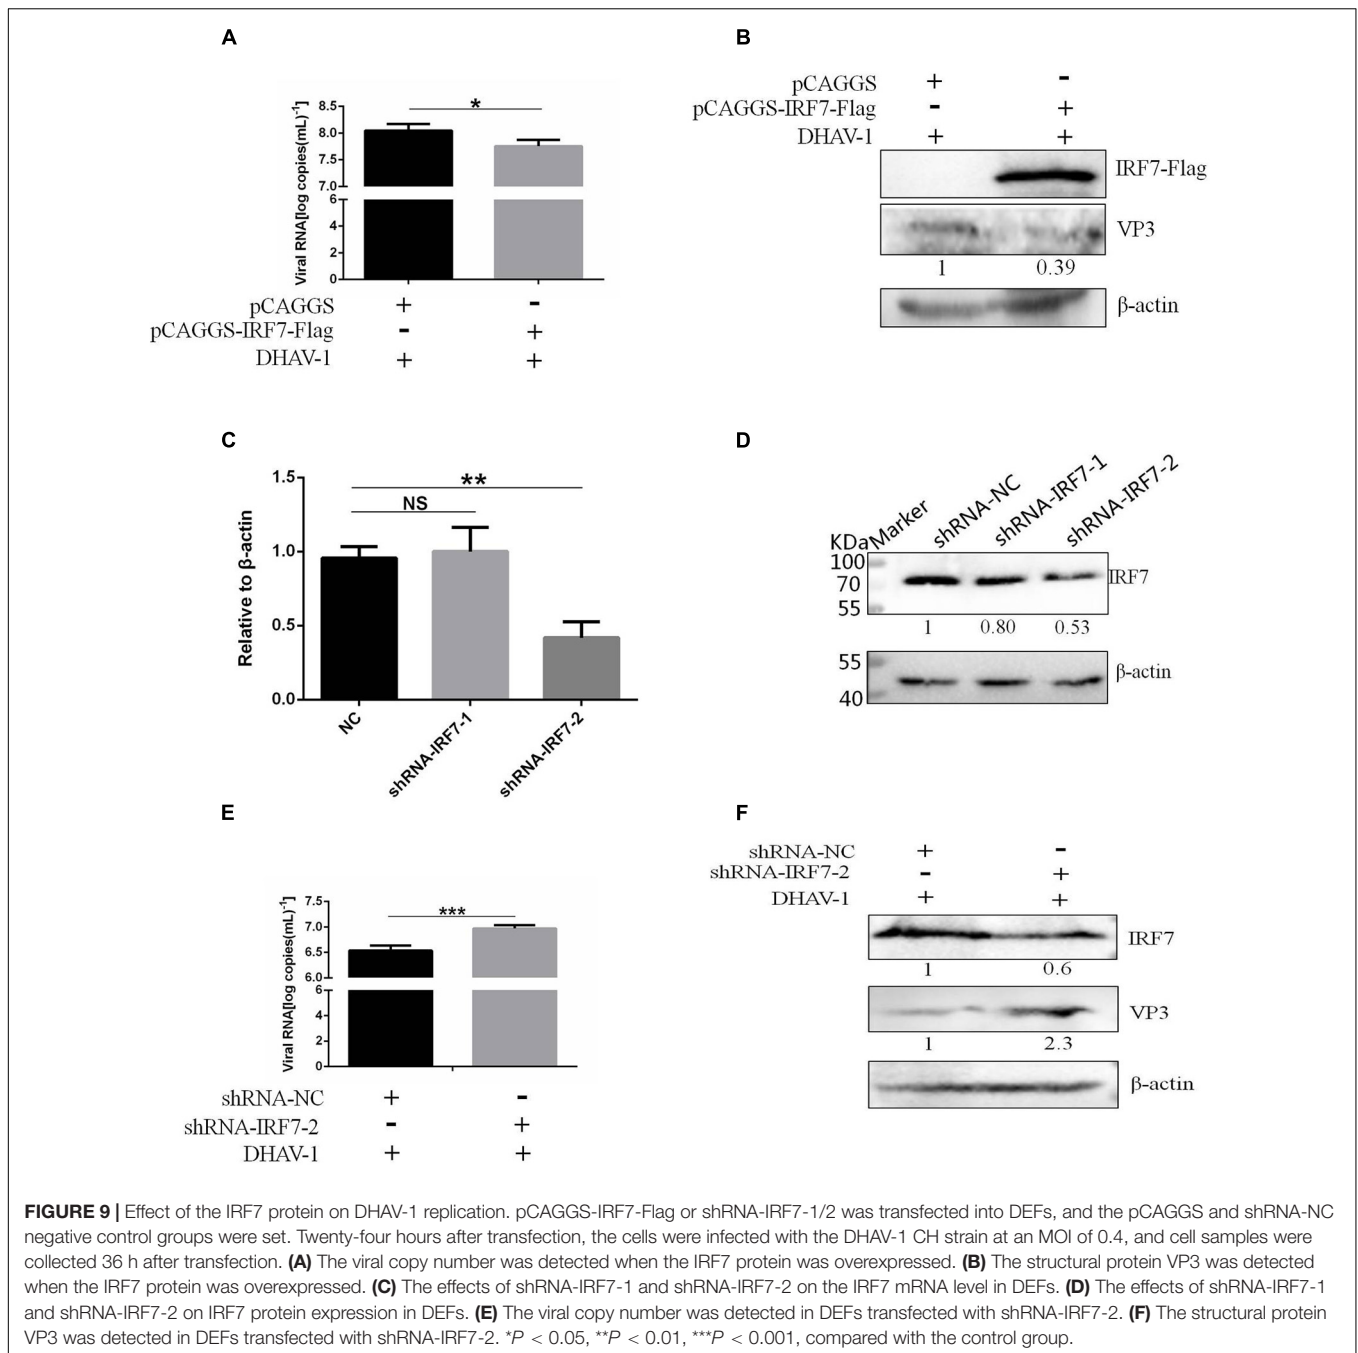 A
8.5
8.0
7.5
7.0
6
4
2
0
Viral RNA[log copies(mL)⁻¹]
*
pCAGGS + -
pCAGGS-IRF7-Flag - +
DHAV-1 + +
B
pCAGGS + -
pCAGGS-IRF7-Flag - +
DHAV-1 + +
IRF7-Flag
VP3
1 0.39
β-actin
C
1.5
1.0
0.5
0.0
Relative to β-actin
**
NS
NC
shRNA-IRF7-1
shRNA-IRF7-2
D
KDa Marker shRNA-NC shRNA-IRF7-1 shRNA-IRF7-2
100
70
55
IRF7
1 0.80 0.53
55
40
β-actin
E
7.5
7.0
6.5
6.0
6
4
2
0
Viral RNA[log copies(mL)⁻¹]
***
shRNA-NC + -
shRNA-IRF7-2 - +
DHAV-1 + +
F
shRNA-NC + -
shRNA-IRF7-2 - +
DHAV-1 + +
IRF7
1 0.6
VP3
1 2.3
β-actin
FIGURE 9 | Effect of the IRF7 protein on DHAV-1 replication. pCAGGS-IRF7-Flag or shRNA-IRF7-1/2 was transfected into DEFs, and the pCAGGS and shRNA-NC
negative control groups were set. Twenty-four hours after transfection, the cells were infected with the DHAV-1 CH strain at an MOI of 0.4, and cell samples were
collected 36 h after transfection. (A) The viral copy number was detected when the IRF7 protein was overexpressed. (B) The structural protein VP3 was detected
when the IRF7 protein was overexpressed. (C) The effects of shRNA-IRF7-1 and shRNA-IRF7-2 on the IRF7 mRNA level in DEFs. (D) The effects of shRNA-IRF7-1
and shRNA-IRF7-2 on IRF7 protein expression in DEFs. (E) The viral copy number was detected in DEFs transfected with shRNA-IRF7-2. (F) The structural protein
VP3 was detected in DEFs transfected with shRNA-IRF7-2. *P < 0.05, **P < 0.01, ***P < 0.001, compared with the control group.